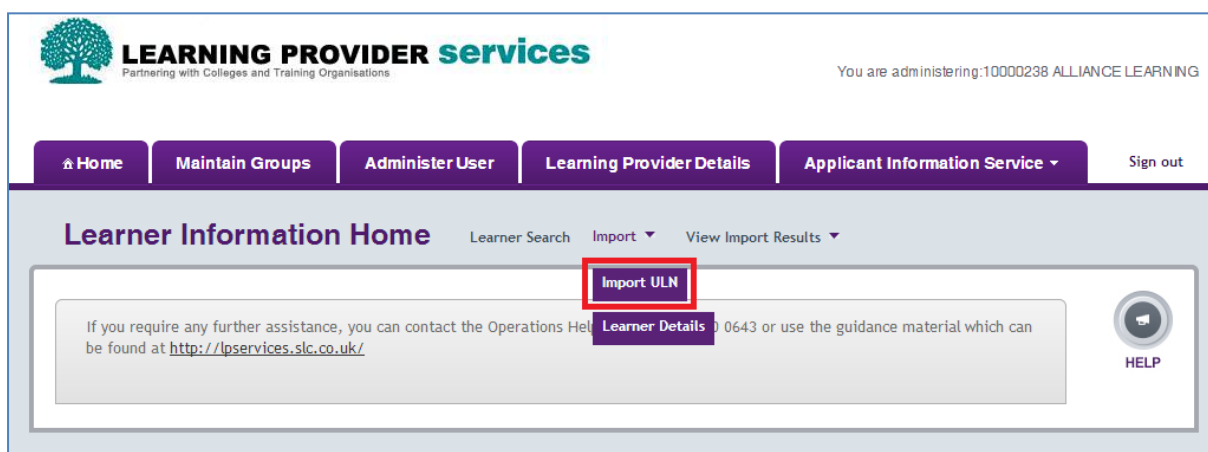 LEARNING PROVIDER services
Partnering with Colleges and Training Organisations
You are administering:10000238 ALLIANCE LEARNING
Home Maintain Groups Administer User Learning Provider Details Applicant Information Service Sign out
Learner Information Home Learner Search Import View Import Results
Import ULN
If you require any further assistance, you can contact the Operations Hel Learner Details 0 0643 or use the guidance material which can
be found at http://lpservices.slc.co.uk/
HELP